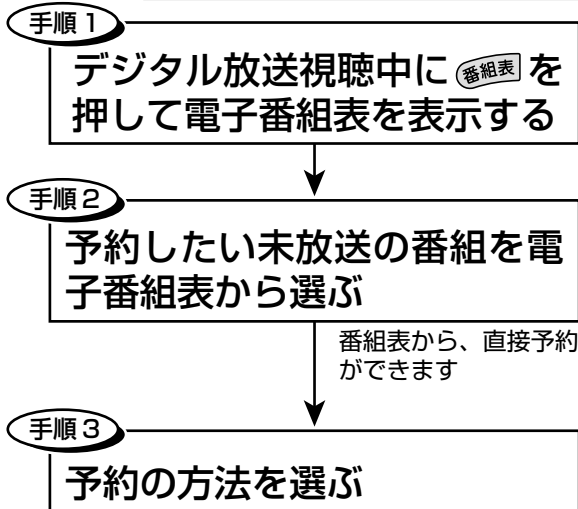 手順1
デジタル放送視聴中に 番組表 を
押して電子番組表を表示する
手順2
予約したい未放送の番組を電
子番組表から選ぶ
番組表から、直接予約
ができます
手順3
予約の方法を選ぶ